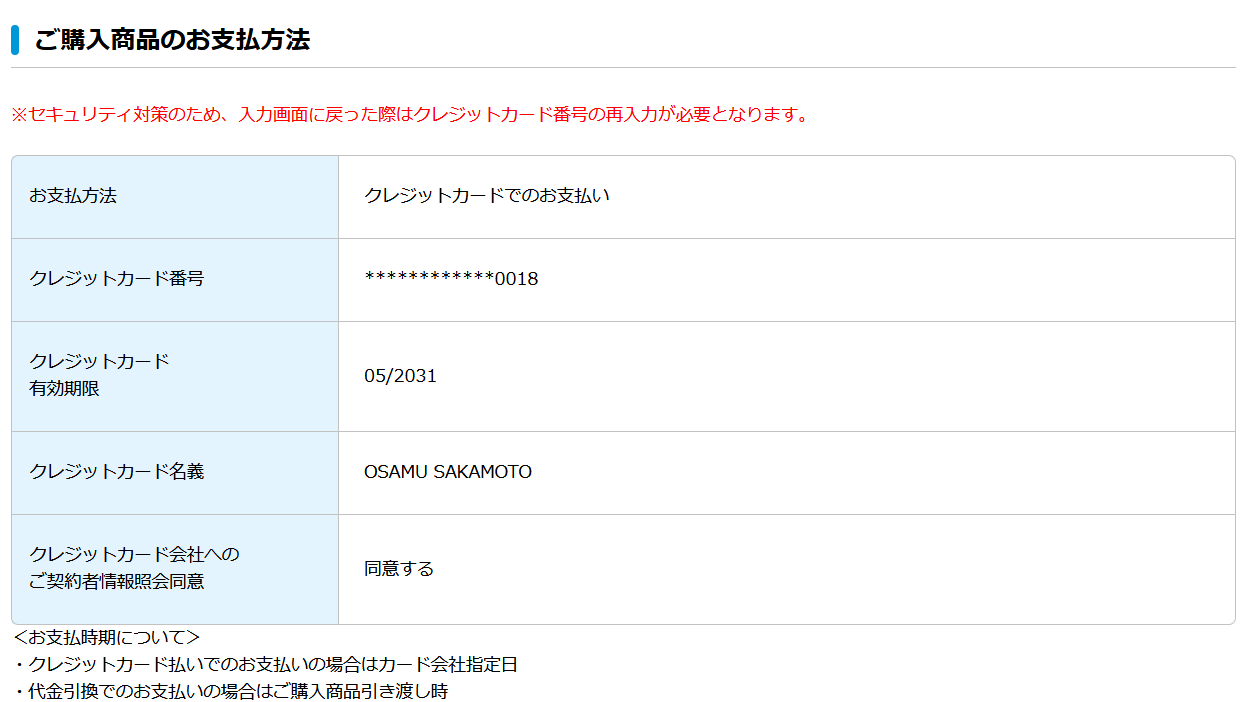 ご購入商品のお支払方法
※セキュリティ対策のため、入力画面に戻った際はクレジットカード番号の再入力が必要となります。
お支払方法
クレジットカードでのお支払い
クレジットカード番号
************0018
クレジットカード
有効期限
05/2031
クレジットカード名義
OSAMU SAKAMOTO
クレジットカード会社への
ご契約者情報照会同意
同意する
＜お支払時期について＞
・クレジットカード払いでのお支払いの場合はカード会社指定日
・代金引換でのお支払いの場合はご購入商品引き渡し時